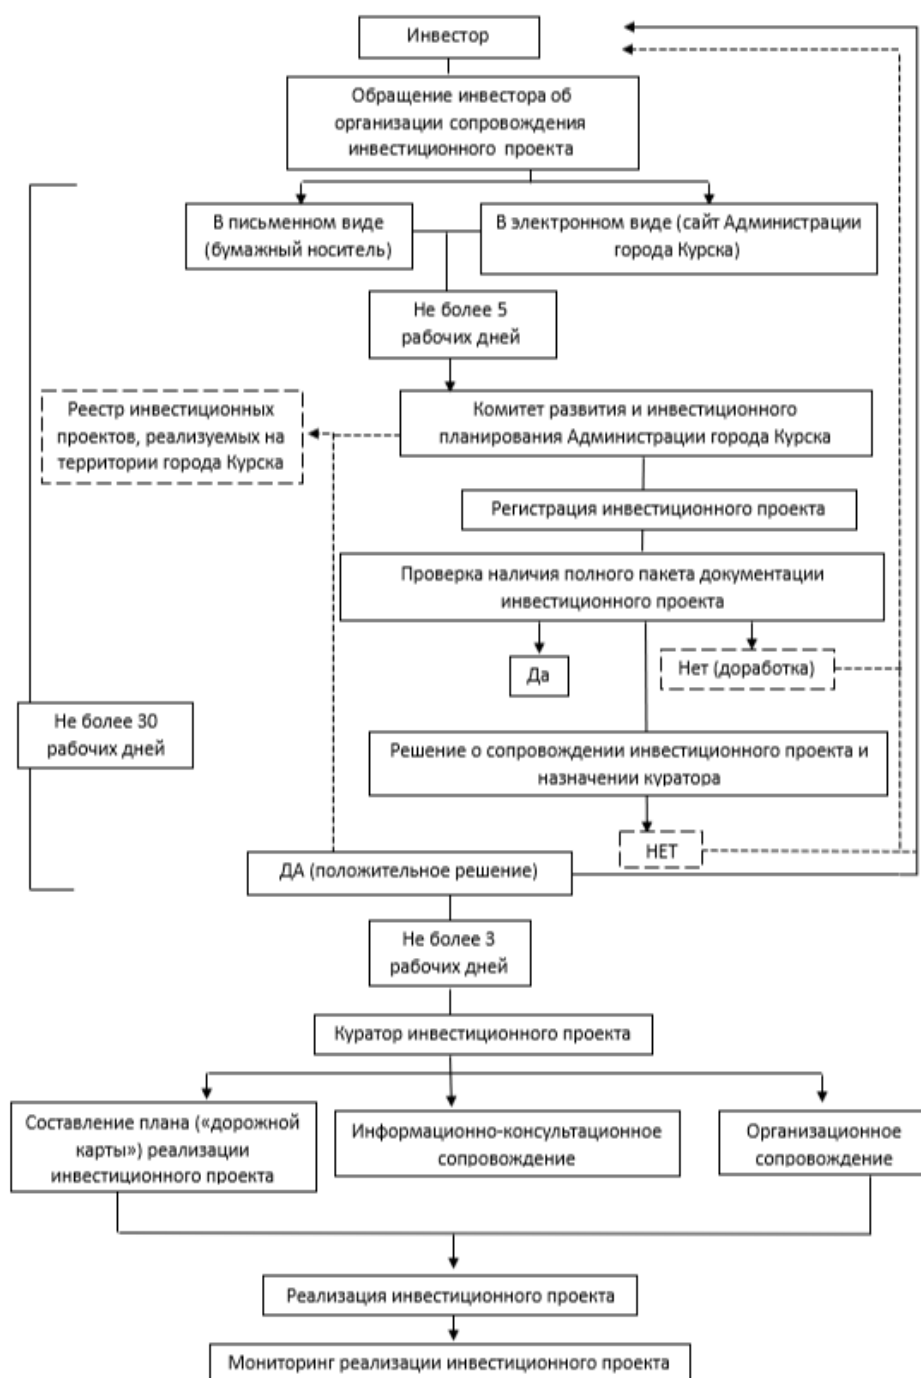 Инвестор
Обращение инвестора об
организации сопровождения
инвестиционного проекта
В письменном виде
(бумажный носитель)
В электронном виде (сайт Администрации
города Курска)
Не более 5
рабочих дней
Реестр инвестиционных
проектов, реализуемых на
территории города Курска
Комитет развития и инвестиционного
планирования Администрации города Курска
Регистрация инвестиционного проекта
Проверка наличия полного пакета документации
инвестиционного проекта
Да
Нет (доработка)
Не более 30
рабочих дней
Решение о сопровождении инвестиционного проекта и
назначении куратора
НЕТ
ДА (положительное решение)
Не более 3
рабочих дней
Куратор инвестиционного проекта
Составление плана («дорожной
карты») реализации
инвестиционного проекта
Информационно-консультационное
сопровождение
Организационное
сопровождение
Реализация инвестиционного проекта
Мониторинг реализации инвестиционного проекта